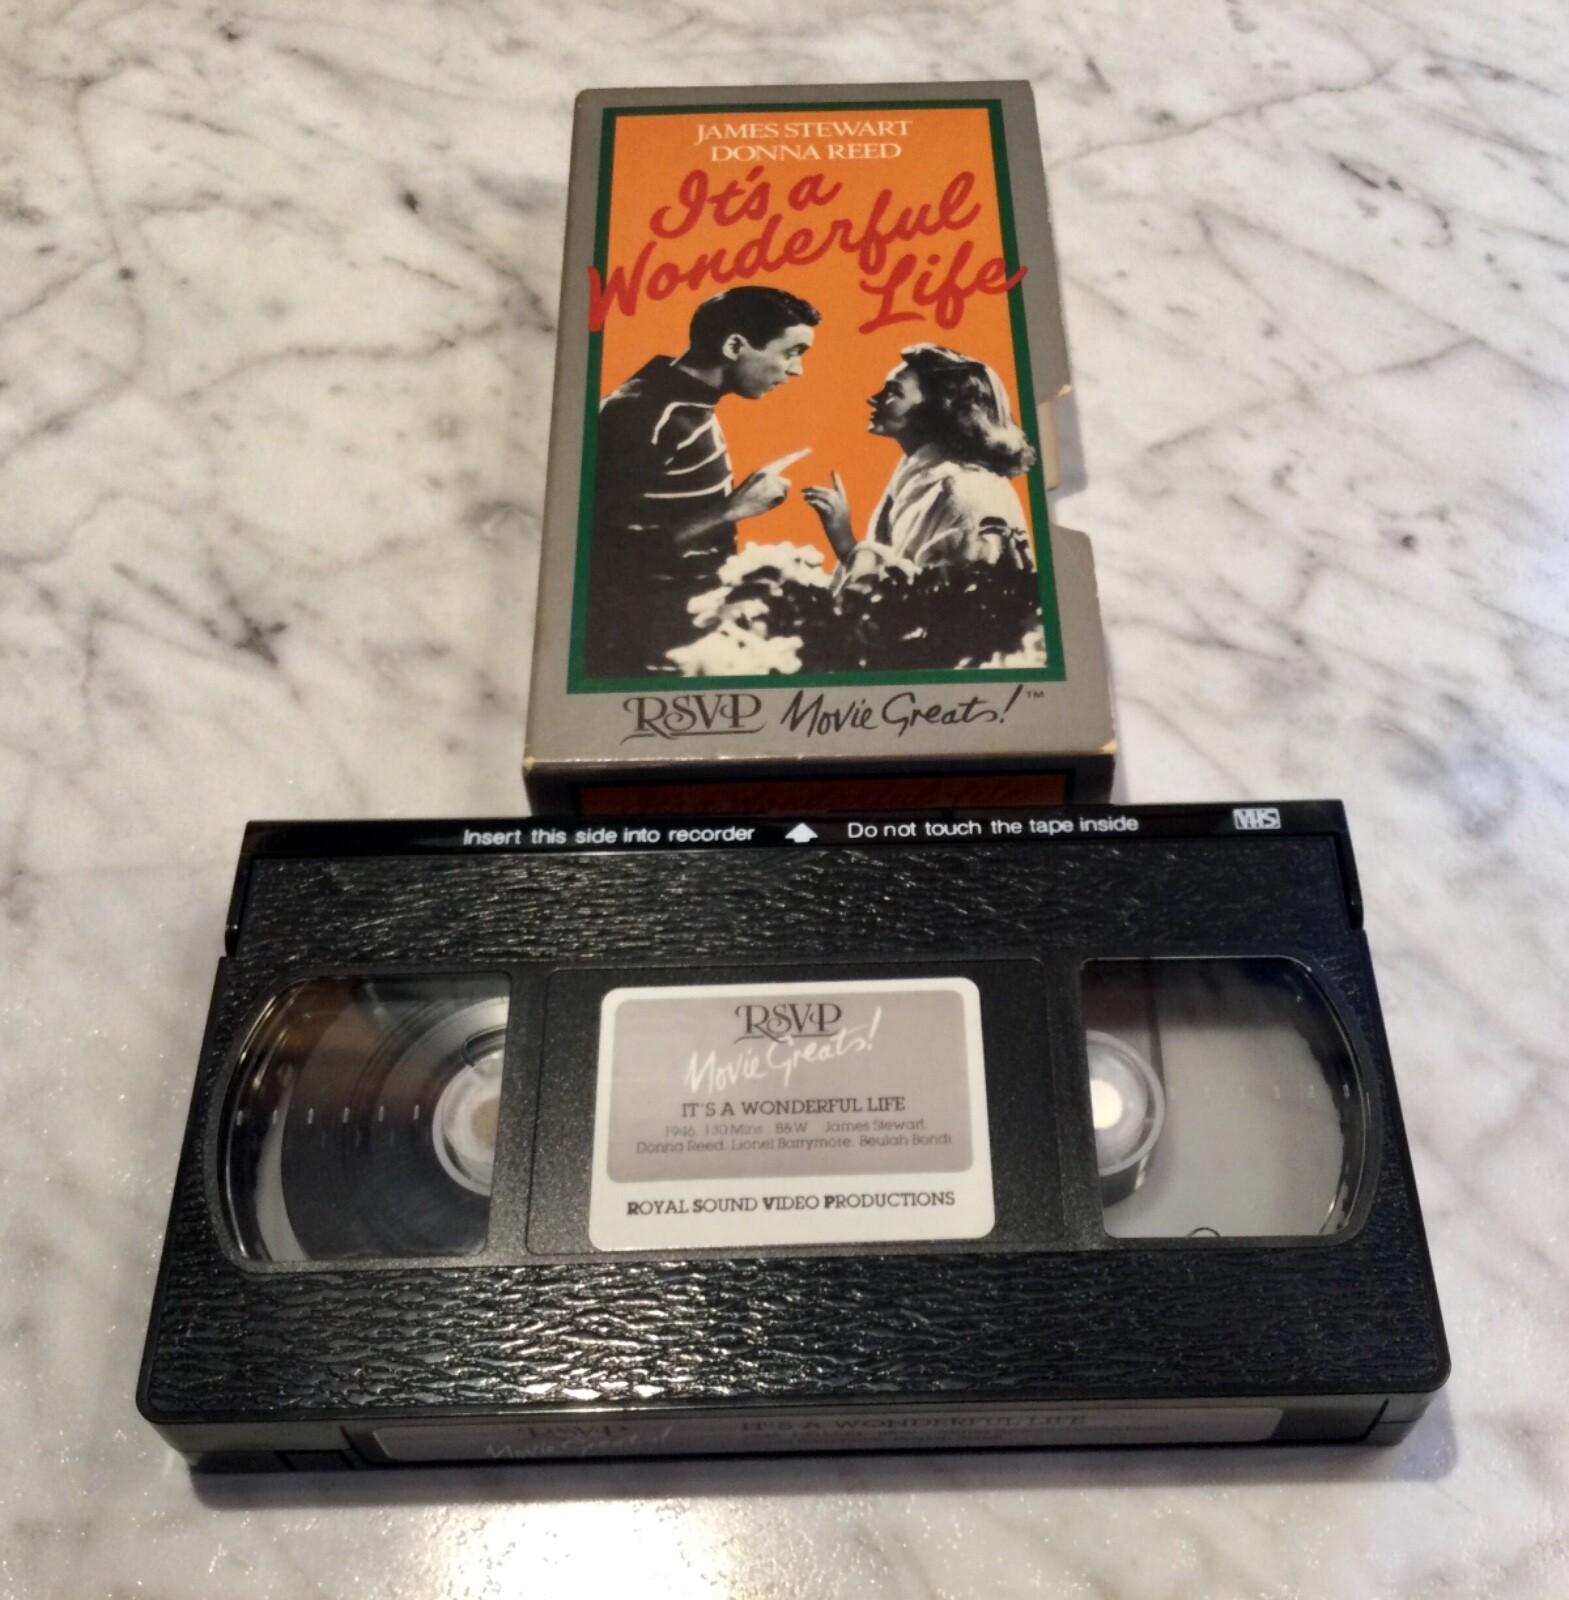 JAMES STEWART
DONNA REED
It's a
Wonderful
Life
RSVP Movie Greats!™
Insert this side into recorder Do not touch the tape inside VHS
RSVP
Movie Greats!
IT'S A WONDERFUL LIFE
1946. 130 Mins. B&W James Stewart.
Donna Reed. Lionel Barrymore. Beulah Bondi
ROYAL SOUND VIDEO PRODUCTIONS
RSVP
Movie Greats! IT'S A WONDERFUL LIFE